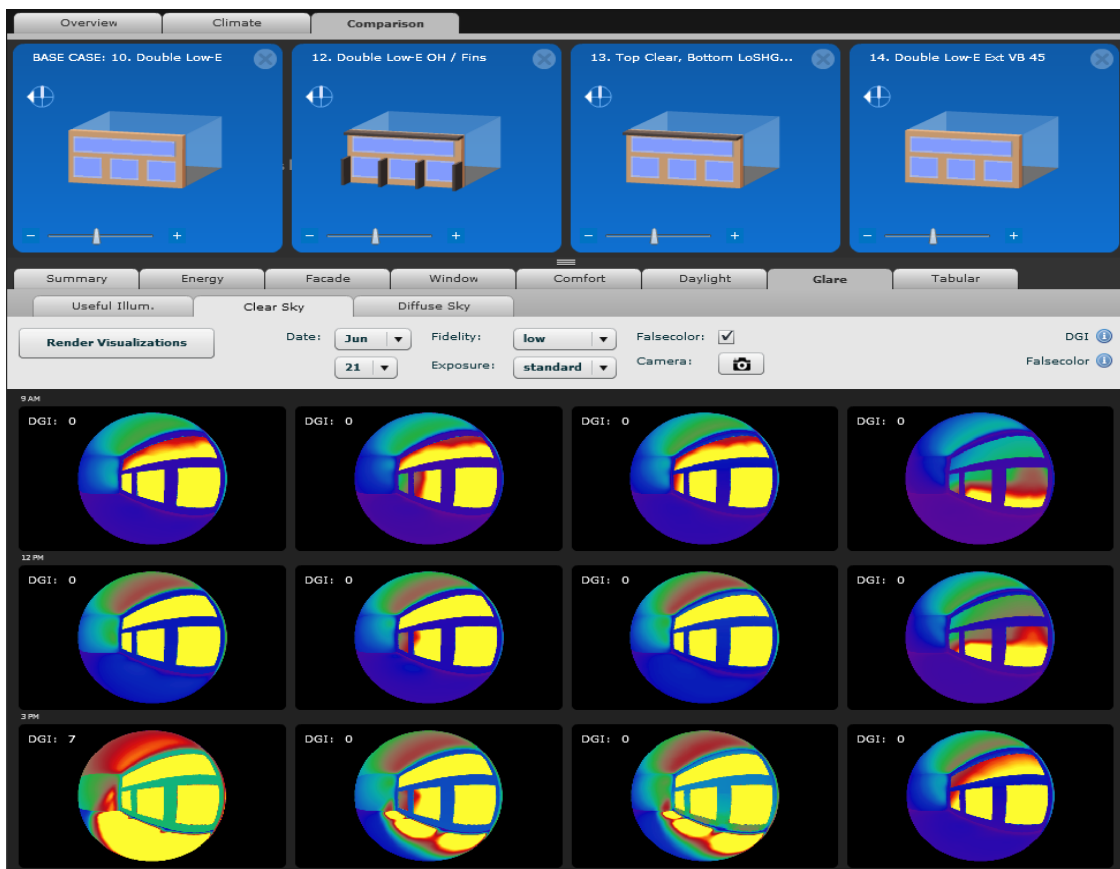 Overview Climate Comparison
BASE CASE: 10. Double Low-E 12. Double Low-E OH / Fins 13. Top Clear, Bottom LoSHG... 14. Double Low-E Ext VB 45
- + - + - + - +
Summary Energy Facade Window Comfort Daylight Glare Tabular
Useful Illum. Clear Sky Diffuse Sky
Render Visualizations Date: Jun Fidelity: low Falsecolor: DGI
21 Exposure: standard Camera: Falsecolor
9 AM
DGI: 0 DGI: 0 DGI: 0 DGI: 0
12 PM
DGI: 0 DGI: 0 DGI: 0 DGI: 0
3 PM
DGI: 7 DGI: 0 DGI: 0 DGI: 0